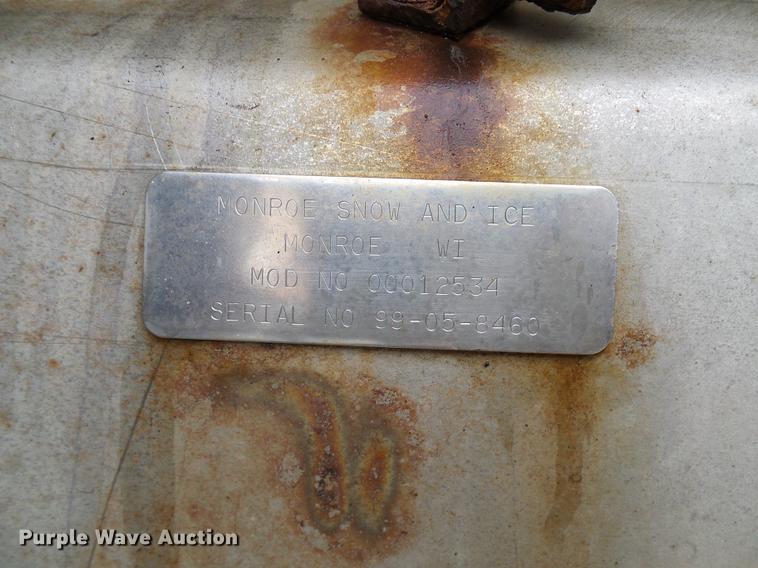 MONROE SNOW AND ICE
MONROE WI
MOD NO 00012534
SERIAL NO 99-05-8460
Purple Wave Auction